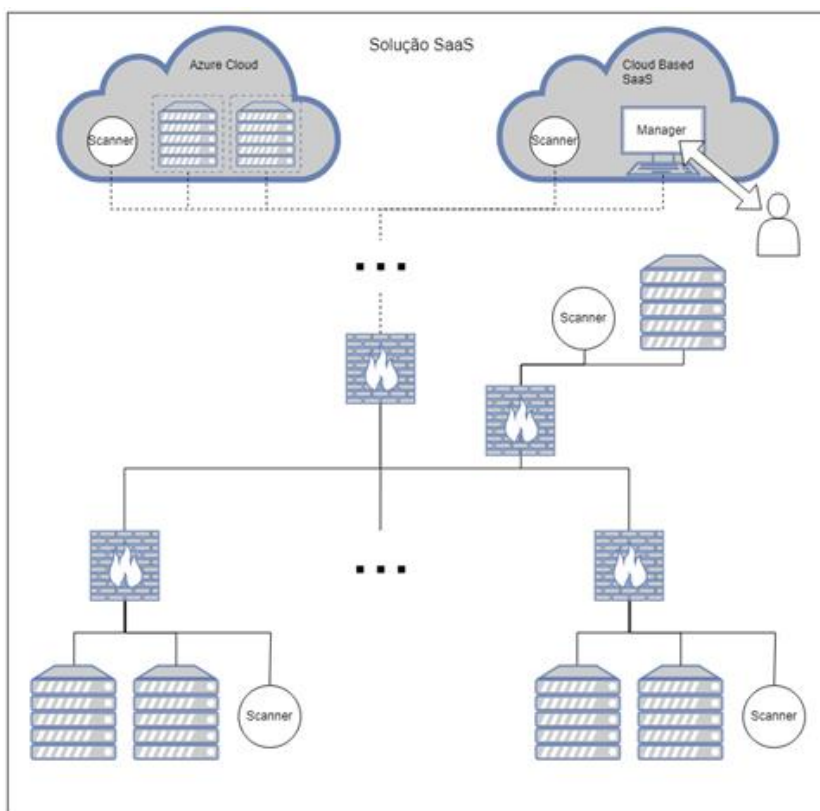 Solução SaaS
Azure Cloud
Cloud Based
SaaS
Scanner
Scanner
Manager
Scanner
Scanner
Scanner